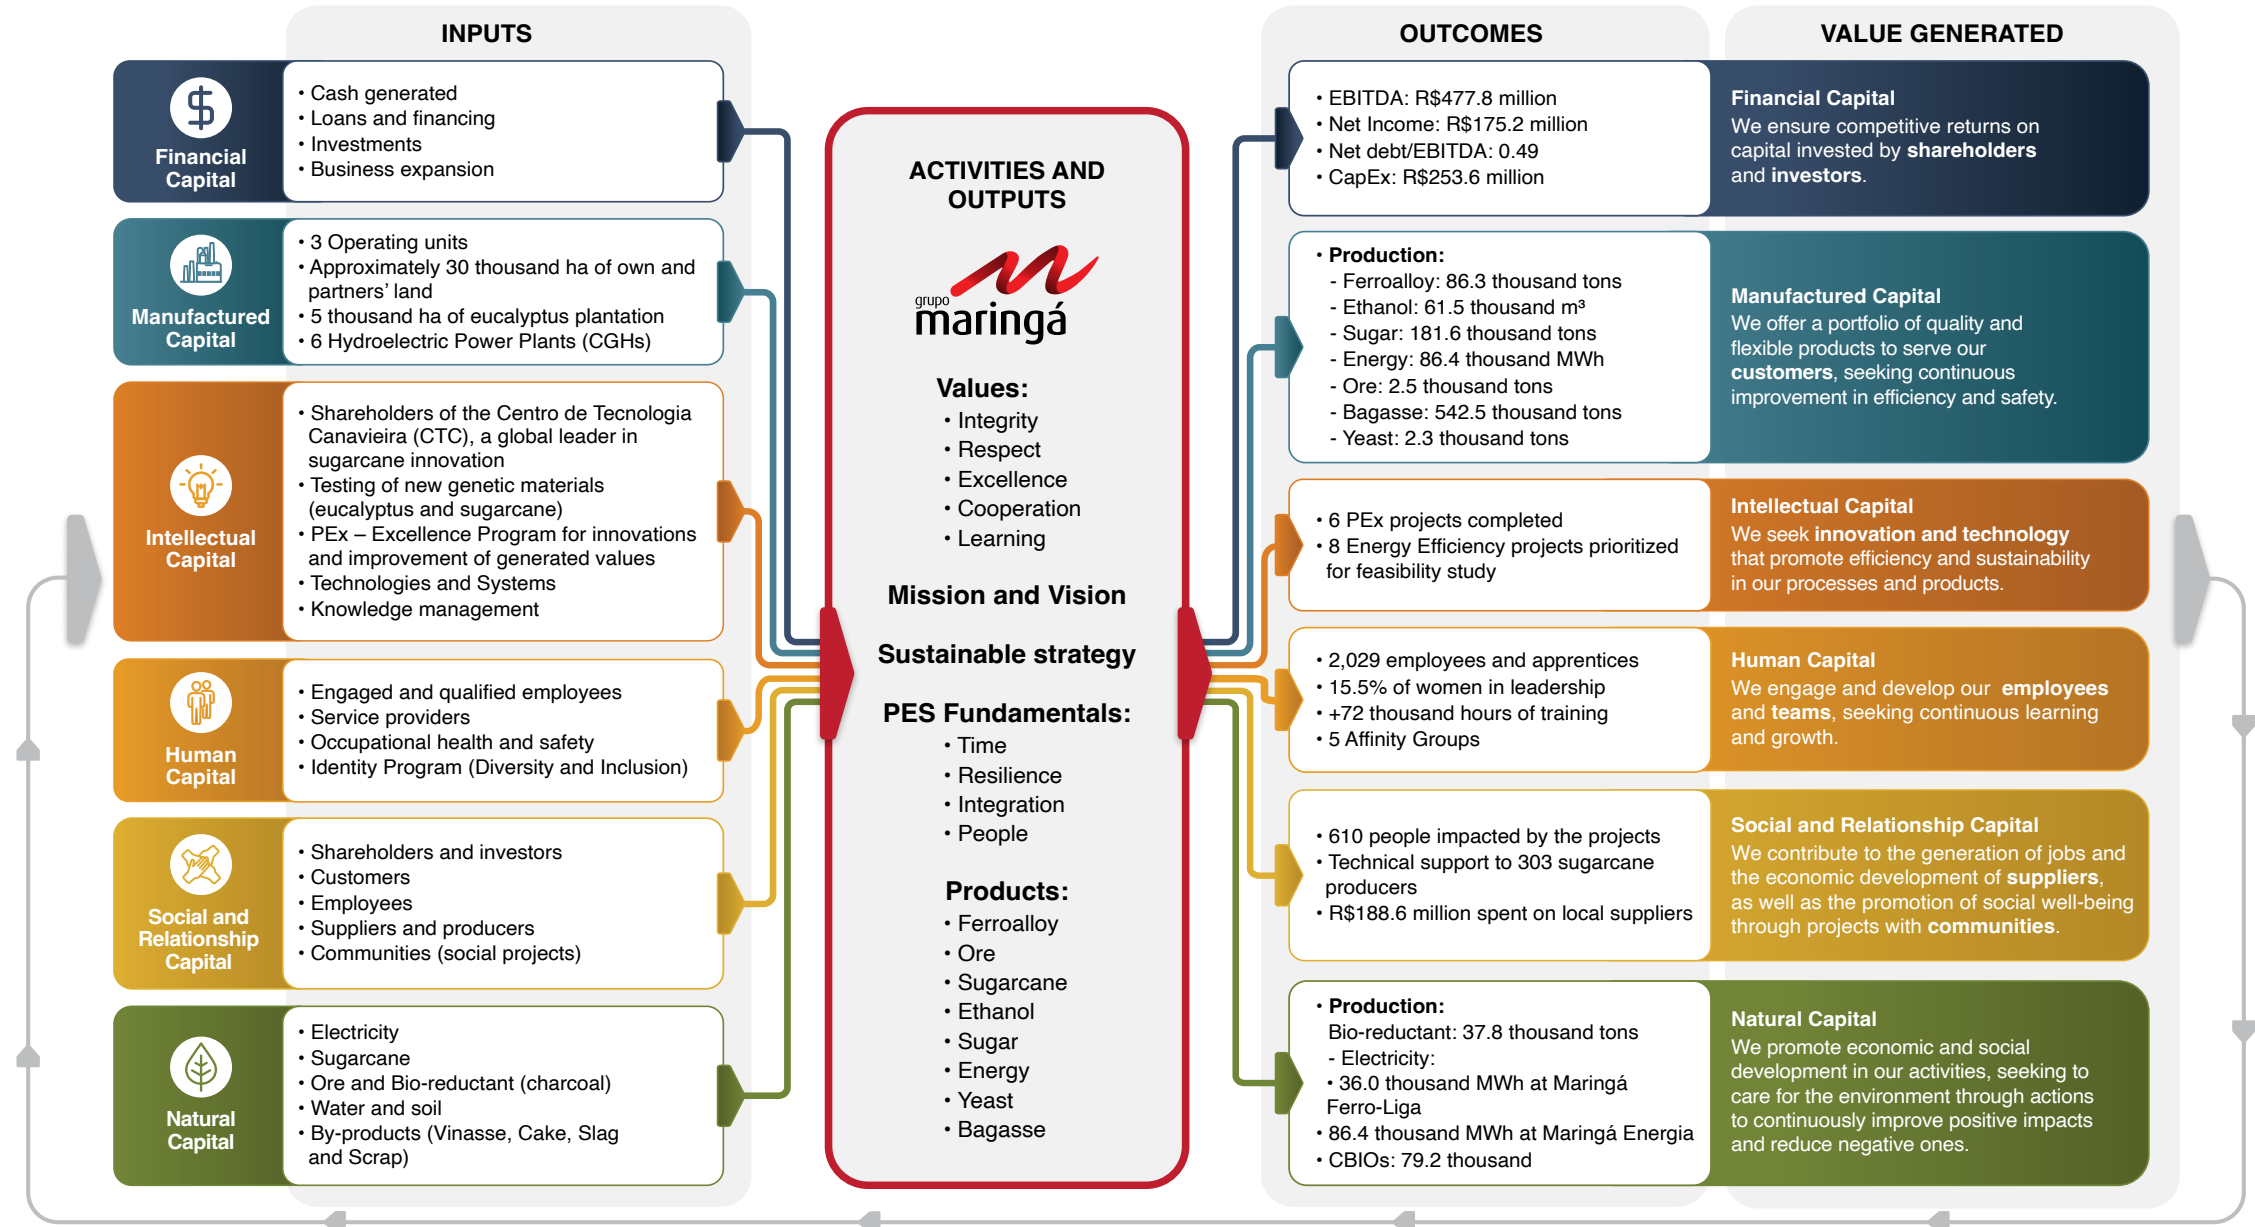 INPUTS
Financial
Capital
• Cash generated
• Loans and financing
• Investments
• Business expansion
Manufactured
Capital
• 3 Operating units
• Approximately 30 thousand ha of own and
partners’ land
• 5 thousand ha of eucalyptus plantation
• 6 Hydroelectric Power Plants (CGHs)
Intellectual
Capital
• Shareholders of the Centro de Tecnologia
Canavieira (CTC), a global leader in
sugarcane innovation
• Testing of new genetic materials
(eucalyptus and sugarcane)
• PEx – Excellence Program for innovations
and improvement of generated values
• Technologies and Systems
• Knowledge management
Human
Capital
• Engaged and qualified employees
• Service providers
• Occupational health and safety
• Identity Program (Diversity and Inclusion)
Social and
Relationship
Capital
• Shareholders and investors
• Customers
• Employees
• Suppliers and producers
• Communities (social projects)
Natural
Capital
• Electricity
• Sugarcane
• Ore and Bio-reductant (charcoal)
• Water and soil
• By-products (Vinasse, Cake, Slag
and Scrap)
ACTIVITIES AND
OUTPUTS
grupo
maringá
Values:
• Integrity
• Respect
• Excellence
• Cooperation
• Learning
Mission and Vision
Sustainable strategy
PES Fundamentals:
• Time
• Resilience
• Integration
• People
Products:
• Ferroalloy
• Ore
• Sugarcane
• Ethanol
• Sugar
• Energy
• Yeast
• Bagasse
OUTCOMES
VALUE GENERATED
• EBITDA: R$477.8 million
• Net Income: R$175.2 million
• Net debt/EBITDA: 0.49
• CapEx: R$253.6 million
Financial Capital
We ensure competitive returns on
capital invested by shareholders
and investors.
• Production:
- Ferroalloy: 86.3 thousand tons
- Ethanol: 61.5 thousand m³
- Sugar: 181.6 thousand tons
- Energy: 86.4 thousand MWh
- Ore: 2.5 thousand tons
- Bagasse: 542.5 thousand tons
- Yeast: 2.3 thousand tons
Manufactured Capital
We offer a portfolio of quality and
flexible products to serve our
customers, seeking continuous
improvement in efficiency and safety.
• 6 PEx projects completed
• 8 Energy Efficiency projects prioritized
for feasibility study
Intellectual Capital
We seek innovation and technology
that promote efficiency and sustainability
in our processes and products.
• 2,029 employees and apprentices
• 15.5% of women in leadership
• +72 thousand hours of training
• 5 Affinity Groups
Human Capital
We engage and develop our employees
and teams, seeking continuous learning
and growth.
• 610 people impacted by the projects
• Technical support to 303 sugarcane
producers
• R$188.6 million spent on local suppliers
Social and Relationship Capital
We contribute to the generation of jobs and
the economic development of suppliers,
as well as the promotion of social well-being
through projects with communities.
• Production:
Bio-reductant: 37.8 thousand tons
- Electricity:
• 36.0 thousand MWh at Maringá
Ferro-Liga
• 86.4 thousand MWh at Maringá Energia
• CBIOs: 79.2 thousand
Natural Capital
We promote economic and social
development in our activities, seeking to
care for the environment through actions
to continuously improve positive impacts
and reduce negative ones.